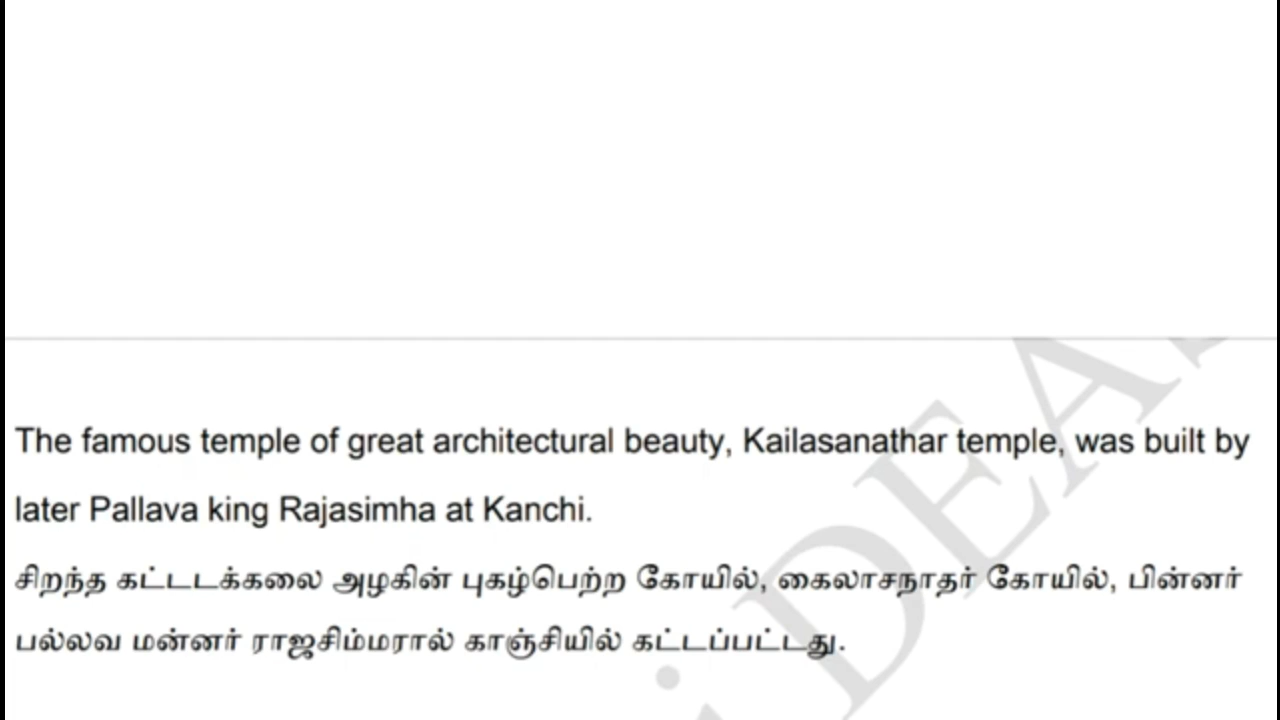 The famous temple of great architectural beauty, Kailasanathar temple, was built by
later Pallava king Rajasimha at Kanchi.
சிறந்த கட்டடக்கலை அழகின் புகழ்பெற்ற கோயில், கைலாசநாதர் கோயில், பின்னர்
பல்லவ மன்னர் ராஜசிம்மரால் காஞ்சியில் கட்டப்பட்டது.